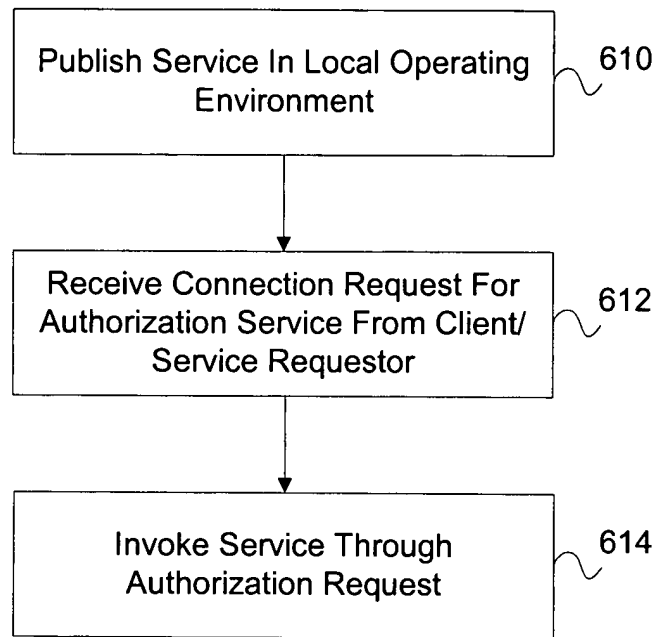 Publish Service In Local Operating
Environment
610
Receive Connection Request For
Authorization Service From Client/
Service Requestor
612
Invoke Service Through
Authorization Request
614